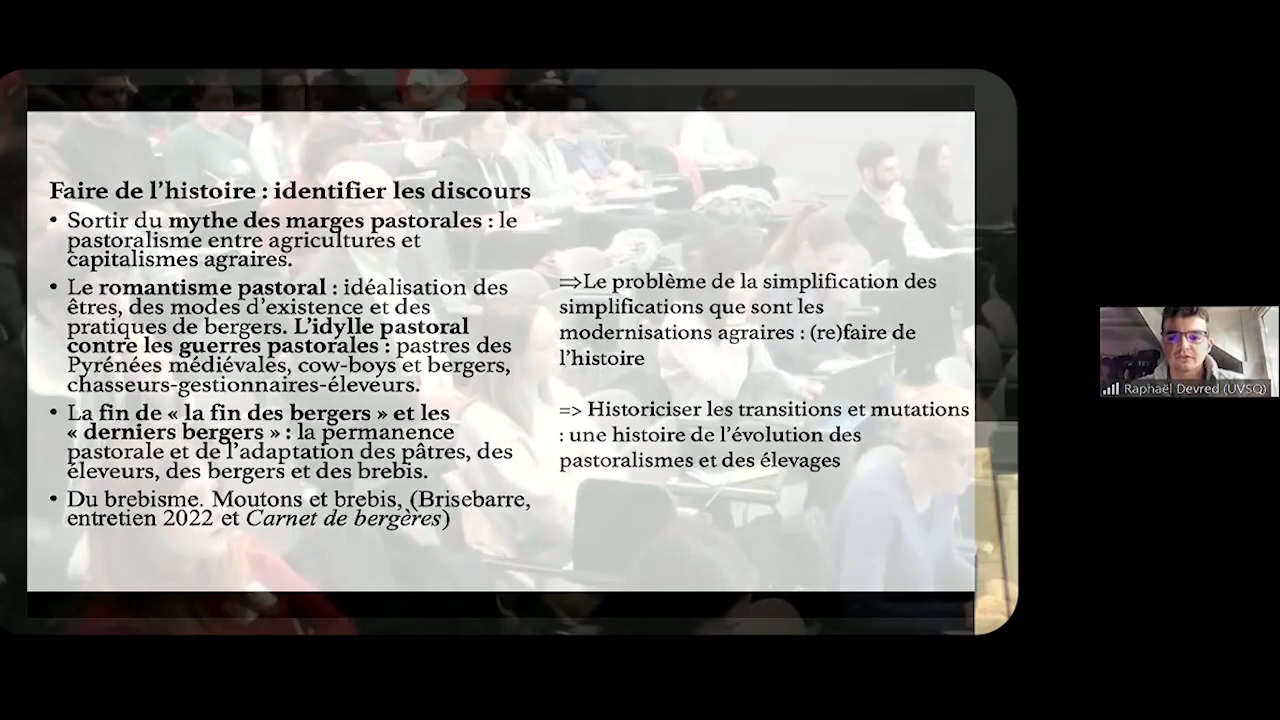 Faire de l'histoire : identifier les discours
• Sortir du mythe des marges pastorales : le
pastoralisme entre agricultures et
capitalismes agraires.
• Le romantisme pastoral : idéalisation des
êtres, des modes d'existence et des
pratiques de bergers. L'idylle pastoral
contre les guerres pastorales : pastres des
Pyrénées médiévales, cow-boys et bergers,
chasseurs-gestionnaires-éleveurs.
• La fin de « la fin des bergers » et les
« derniers bergers » : la permanence
pastorale et de l'adaptation des pâtres, des
éleveurs, des bergers et des brebis.
• Du brebisme. Moutons et brebis, (Brisebarre,
entretien 2022 et Carnet de bergères)
⇒Le problème de la simplification des
simplifications que sont les
modernisations agraires : (re)faire de
l'histoire
=> Historiciser les transitions et mutations
: une histoire de l'évolution des
pastoralismes et des élevages
Raphaël Devred (UVSQ)